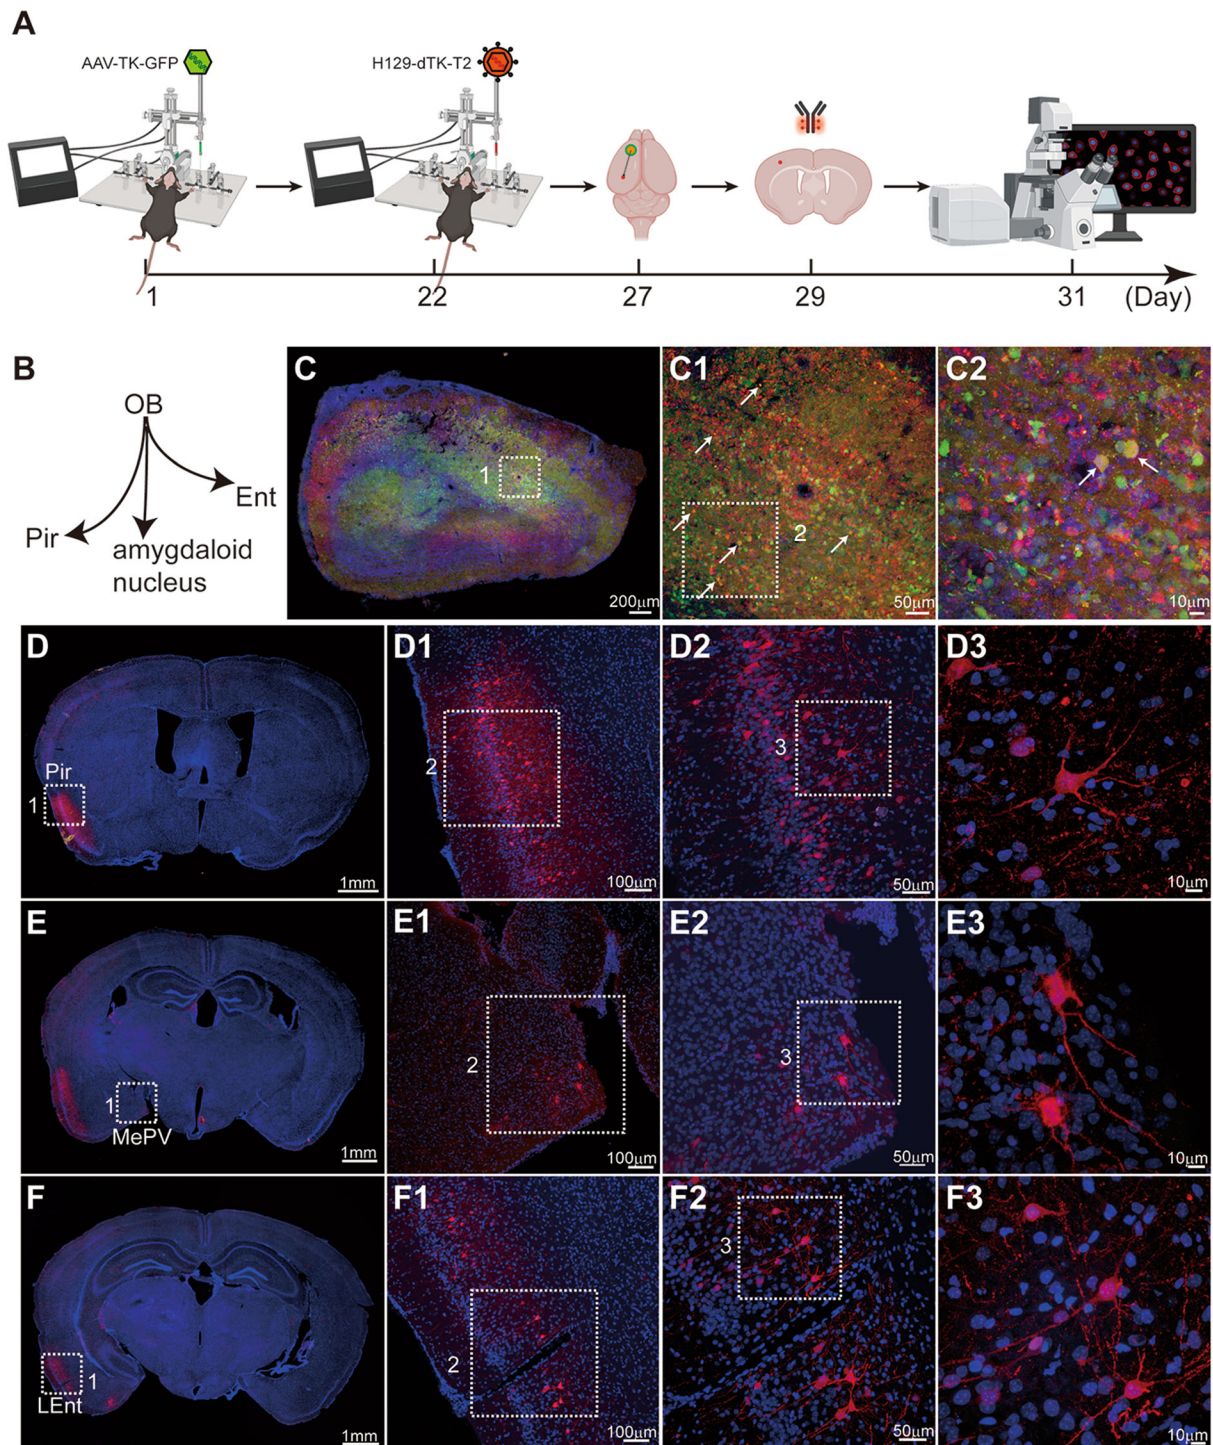 A
AAV-TK-GFP
H129-dTK-T2
1
22
27
29
31
(Day)
B
OB
Pir
amygdaloid
nucleus
Ent
C
1
200μm
C1
2
50μm
C2
10μm
D
Pir
1
1mm
D1
2
100μm
D2
3
50μm
D3
10μm
E
1
MePV
1mm
E1
2
100μm
E2
3
50μm
E3
10μm
F
1
LEnt
1mm
F1
2
100μm
F2
3
50μm
F3
10μm